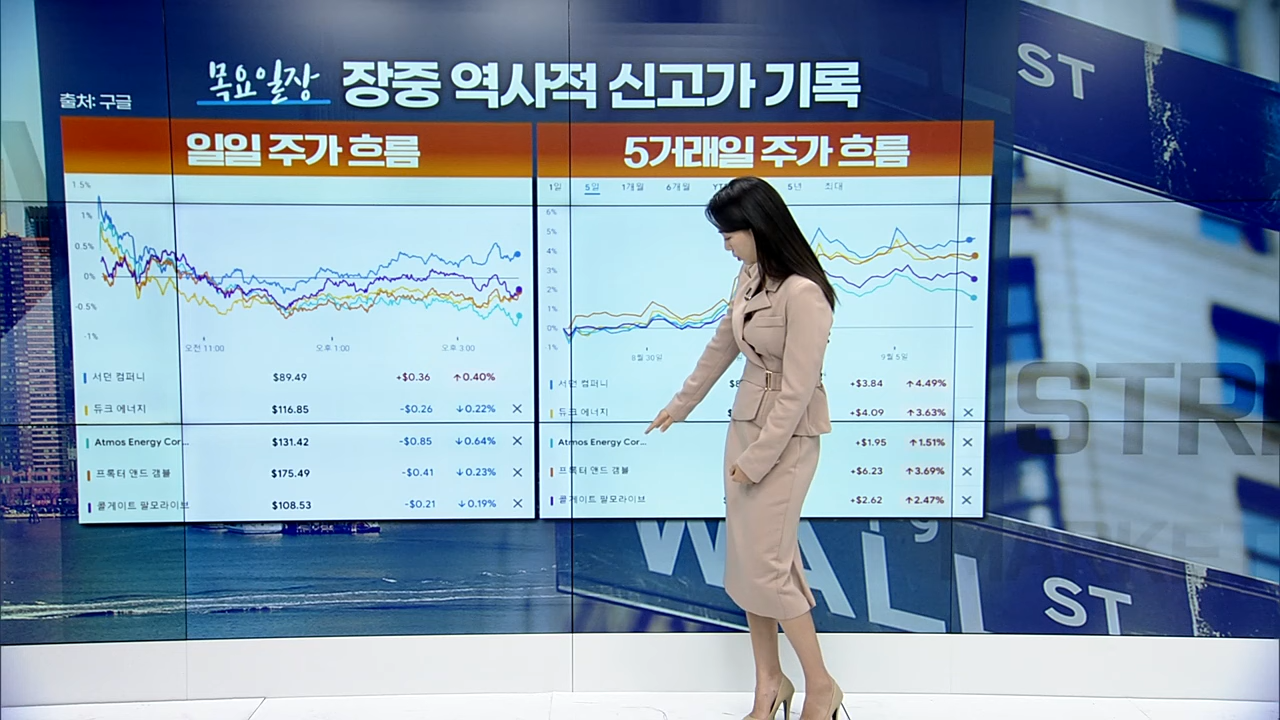 목요일장 장중 역사적 신고가 기록
출처: 구글
일일 주가 흐름
1.5%
1%
0.5%
0%
-0.5%
-1%
오전 11:00 오후 1:00 오후 3:00
서던 컴퍼니 $89.49 +$0.36 ↑0.40%
듀크 에너지 $116.85 -$0.26 ↓0.22% ×
Atmos Energy Cor... $131.42 -$0.85 ↓0.64% ×
프록터 앤드 갬블 $175.49 -$0.41 ↓0.23% ×
콜게이트 팔모라이브 $108.53 -$0.21 ↓0.19% ×
5거래일 주가 흐름
1일 5일 1개월 6개월 5년 최대
6%
5%
4%
3%
2%
1%
0%
1%
8월 30일 9월 5일
서던 컴퍼니 +$3.84 ↑4.49%
듀크 에너지 +$4.09 ↑3.63% ×
Atmos Energy Cor... +$1.95 ↑1.51% ×
프록터 앤드 갬블 +$6.23 ↑3.69% ×
콜게이트 팔모라이브 +$2.62 ↑2.47% ×
ST
STRE
MARKET
WALL ST